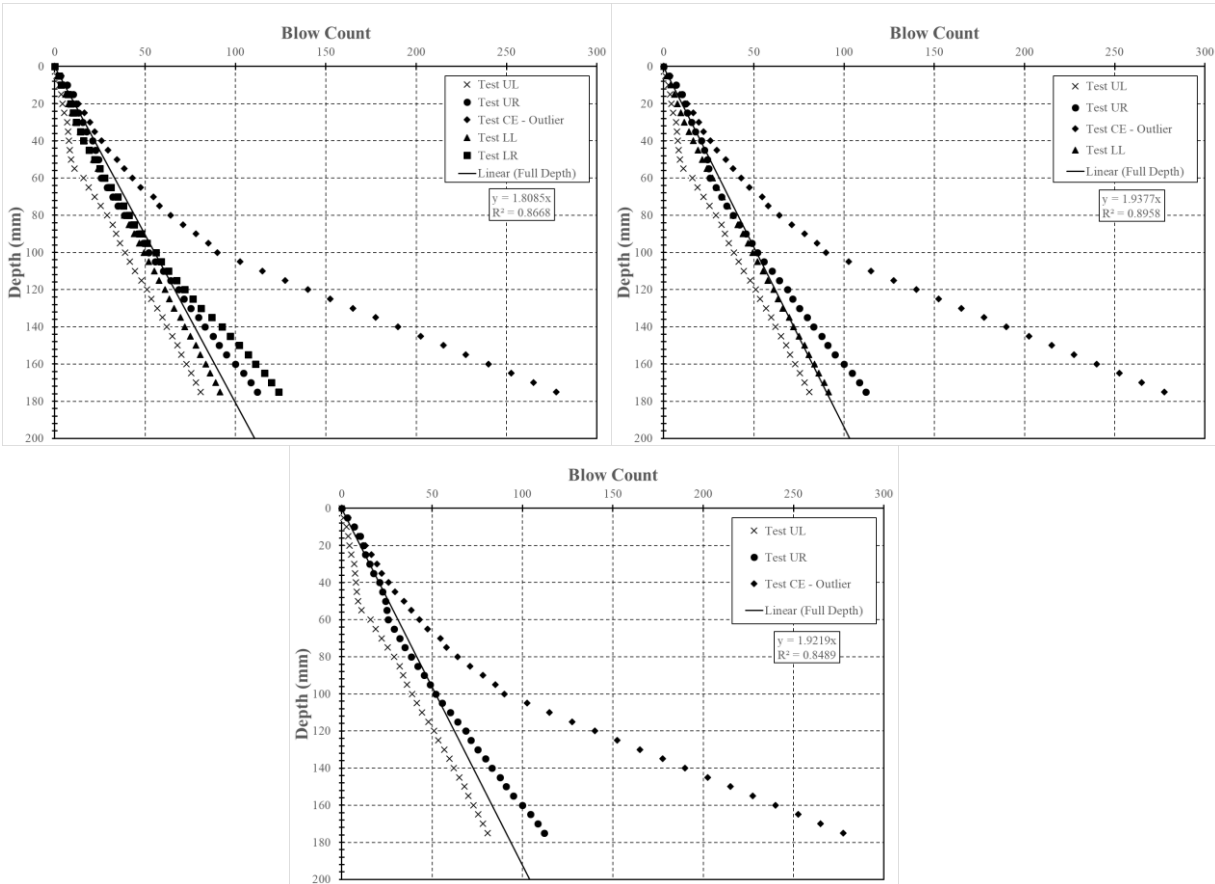 Blow Count
0 50 100 150 200 250 300
Depth (mm)
0
20
40
60
80
100
120
140
160
180
200
Test UL
Test UR
Test CE - Outlier
Test LL
Test LR
Linear (Full Depth)
y = 1.8085x
R² = 0.8668
Blow Count
0 50 100 150 200 250 300
Depth (mm)
0
20
40
60
80
100
120
140
160
180
200
Test UL
Test UR
Test CE - Outlier
Test LL
Linear (Full Depth)
y = 1.9377x
R² = 0.8958
Blow Count
0 50 100 150 200 250 300
Depth (mm)
0
20
40
60
80
100
120
140
160
180
200
Test UL
Test UR
Test CE - Outlier
Linear (Full Depth)
y = 1.9219x
R² = 0.8489